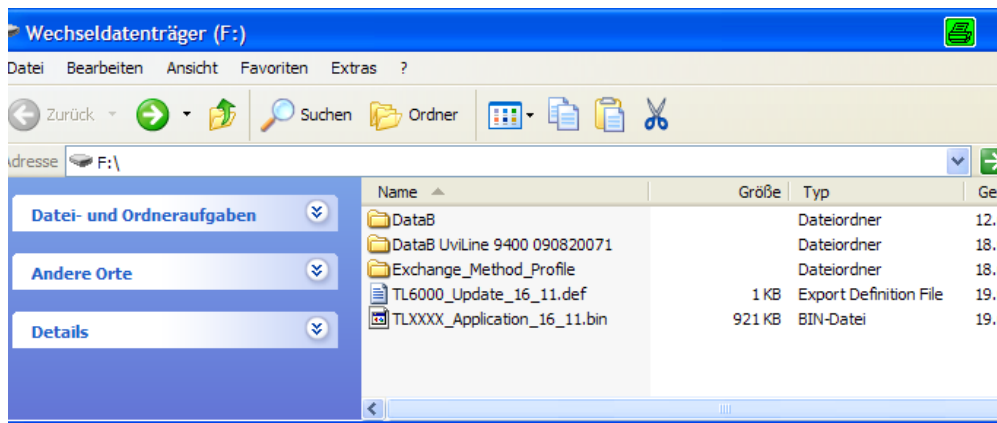 Wechseldatenträger (F:)
Datei Bearbeiten Ansicht Favoriten Extras ?
Zurück Suchen Ordner
Adresse F:\
Name Größe Typ Ge
Datei- und Ordneraufgaben
Andere Orte
Details
DataB Dateiordner 12.
DataB UviLine 9400 090820071 Dateiordner 18.
Exchange_Method_Profile Dateiordner 18.
TL6000_Update_16_11.def 1 KB Export Definition File 19.
TLXXXX_Application_16_11.bin 921 KB BIN-Datei 19.